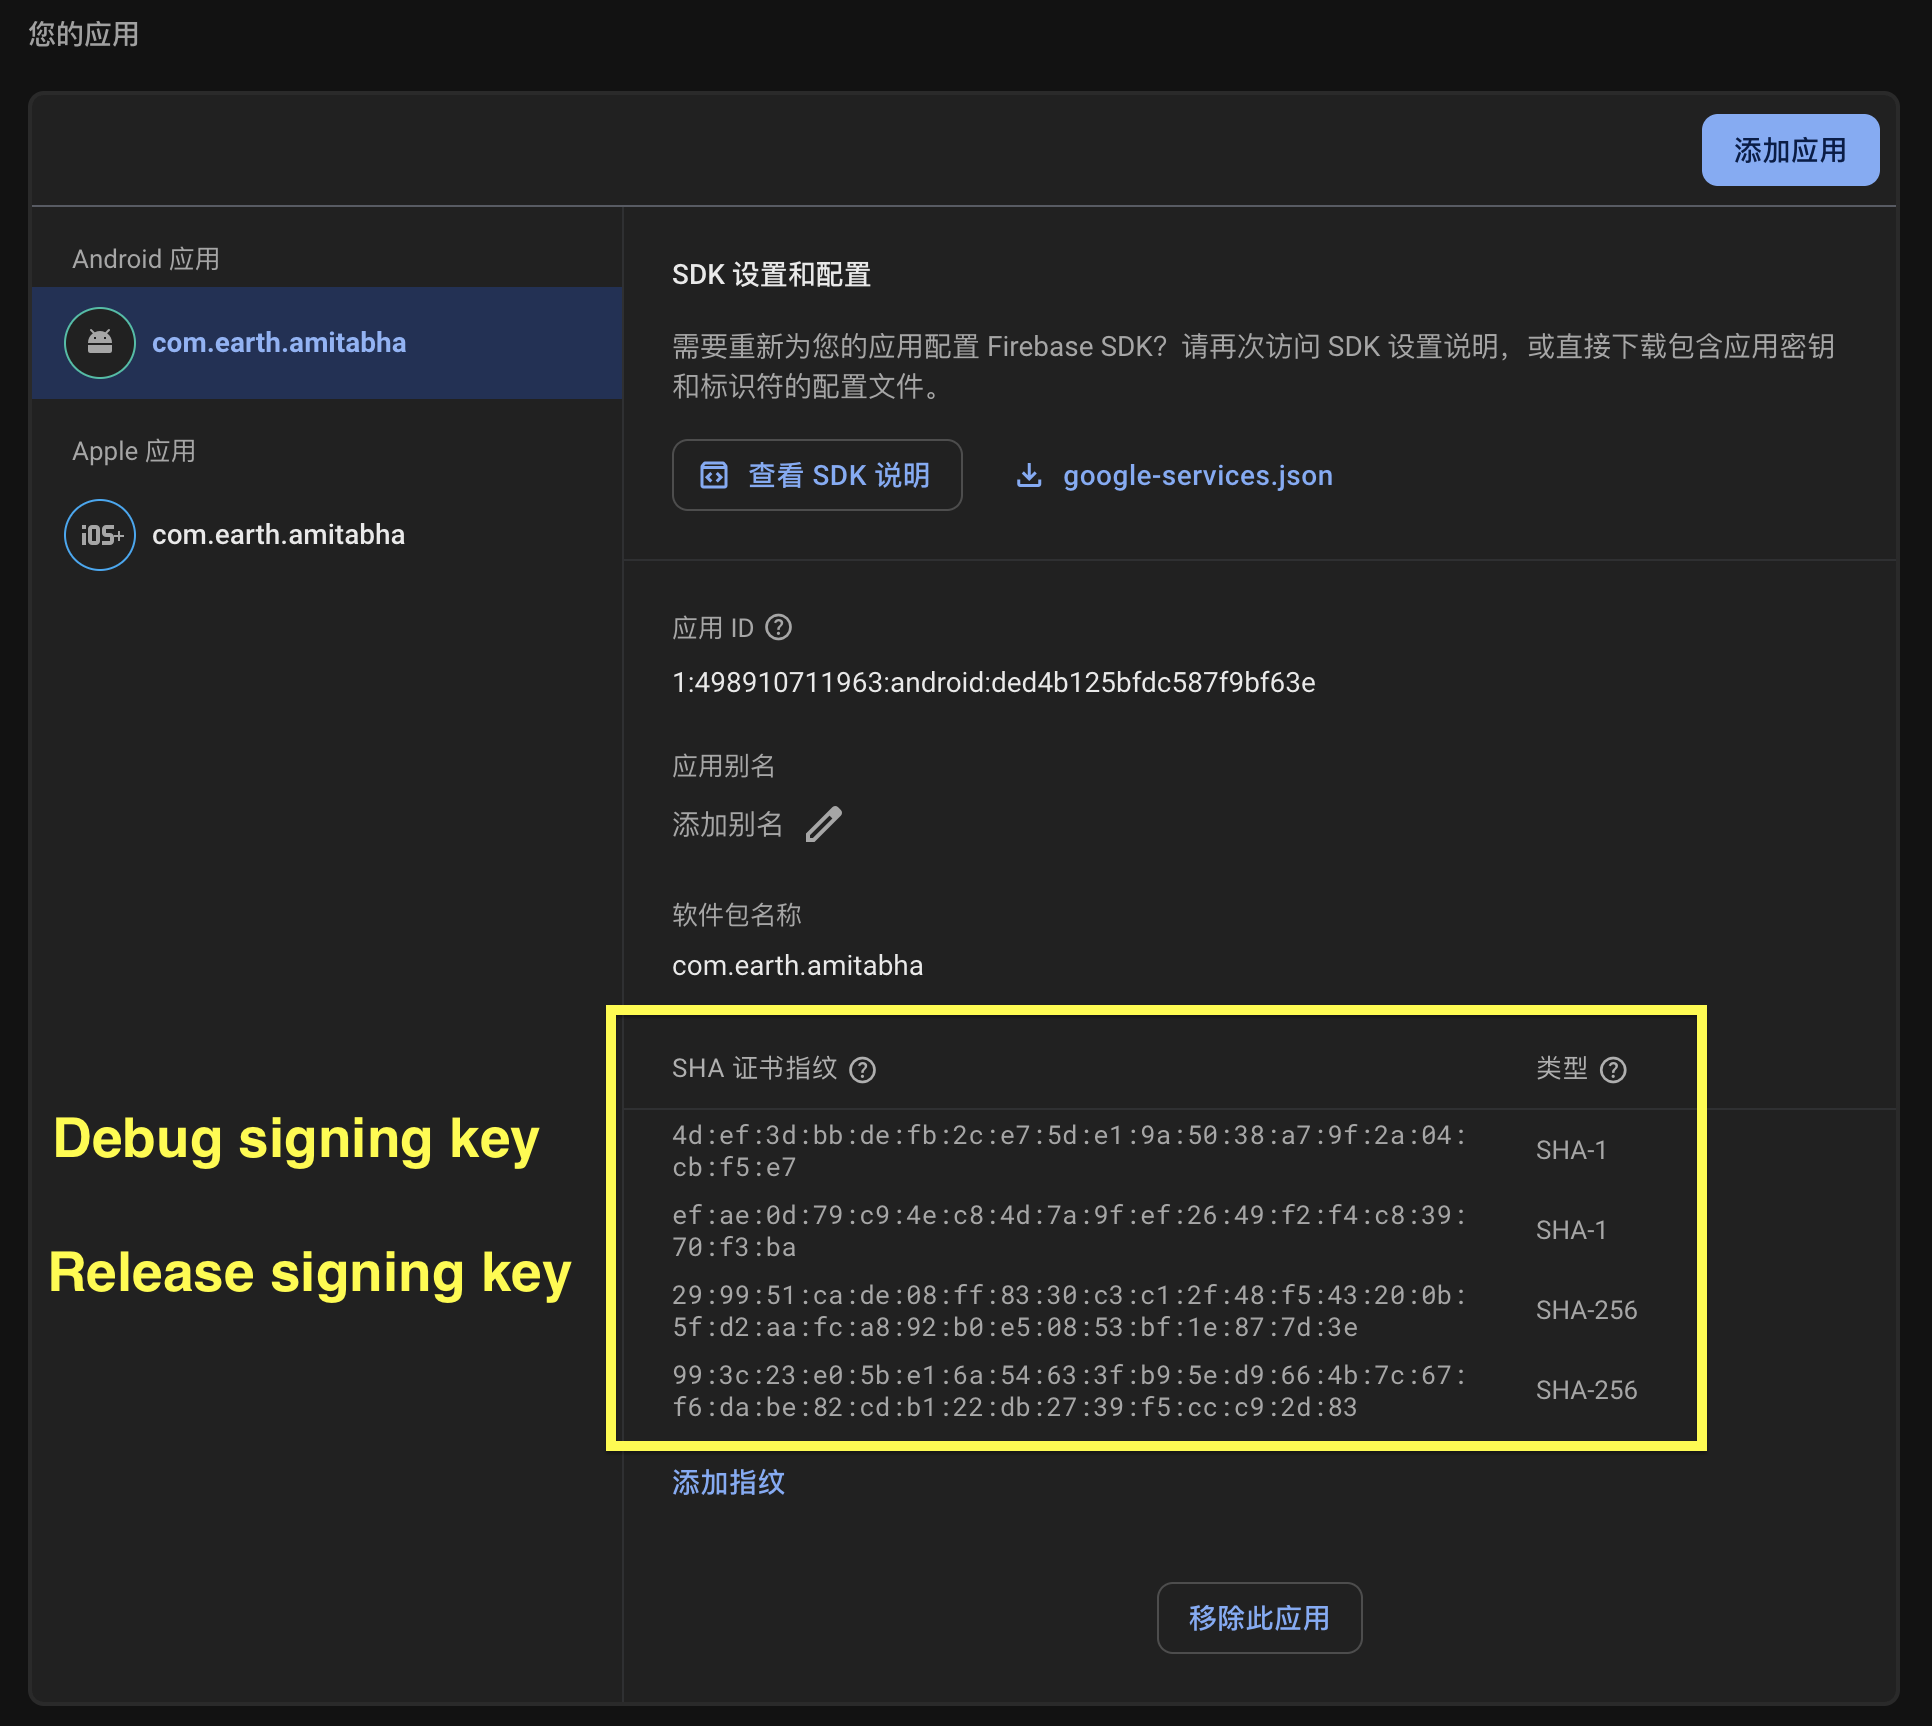 您的应用
添加应用
Android 应用
com.earth.amitabha
Apple 应用
iOS+
com.earth.amitabha
SDK 设置和配置
需要重新为您的应用配置 Firebase SDK？请再次访问 SDK 设置说明，或直接下载包含应用密钥
和标识符的配置文件。
查看 SDK 说明
google-services.json
应用 ID
1:498910711963:android:ded4b125bfdc587f9bf63e
应用别名
添加别名
软件包名称
com.earth.amitabha
SHA 证书指纹
类型
Debug signing key
Release signing key
4d:ef:3d:bb:de:fb:2c:e7:5d:e1:9a:50:38:a7:9f:2a:04:
cb:f5:e7
SHA-1
ef:ae:0d:79:c9:4e:c8:4d:7a:9f:ef:26:49:f2:f4:c8:39:
70:f3:ba
SHA-1
29:99:51:ca:de:08:ff:83:30:c3:c1:2f:48:f5:43:20:0b:
5f:d2:aa:fc:a8:92:b0:e5:08:53:bf:1e:87:7d:3e
SHA-256
99:3c:23:e0:5b:e1:6a:54:63:3f:b9:5e:d9:66:4b:7c:67:
f6:da:be:82:cd:b1:22:db:27:39:f5:cc:c9:2d:83
SHA-256
添加指纹
移除此应用